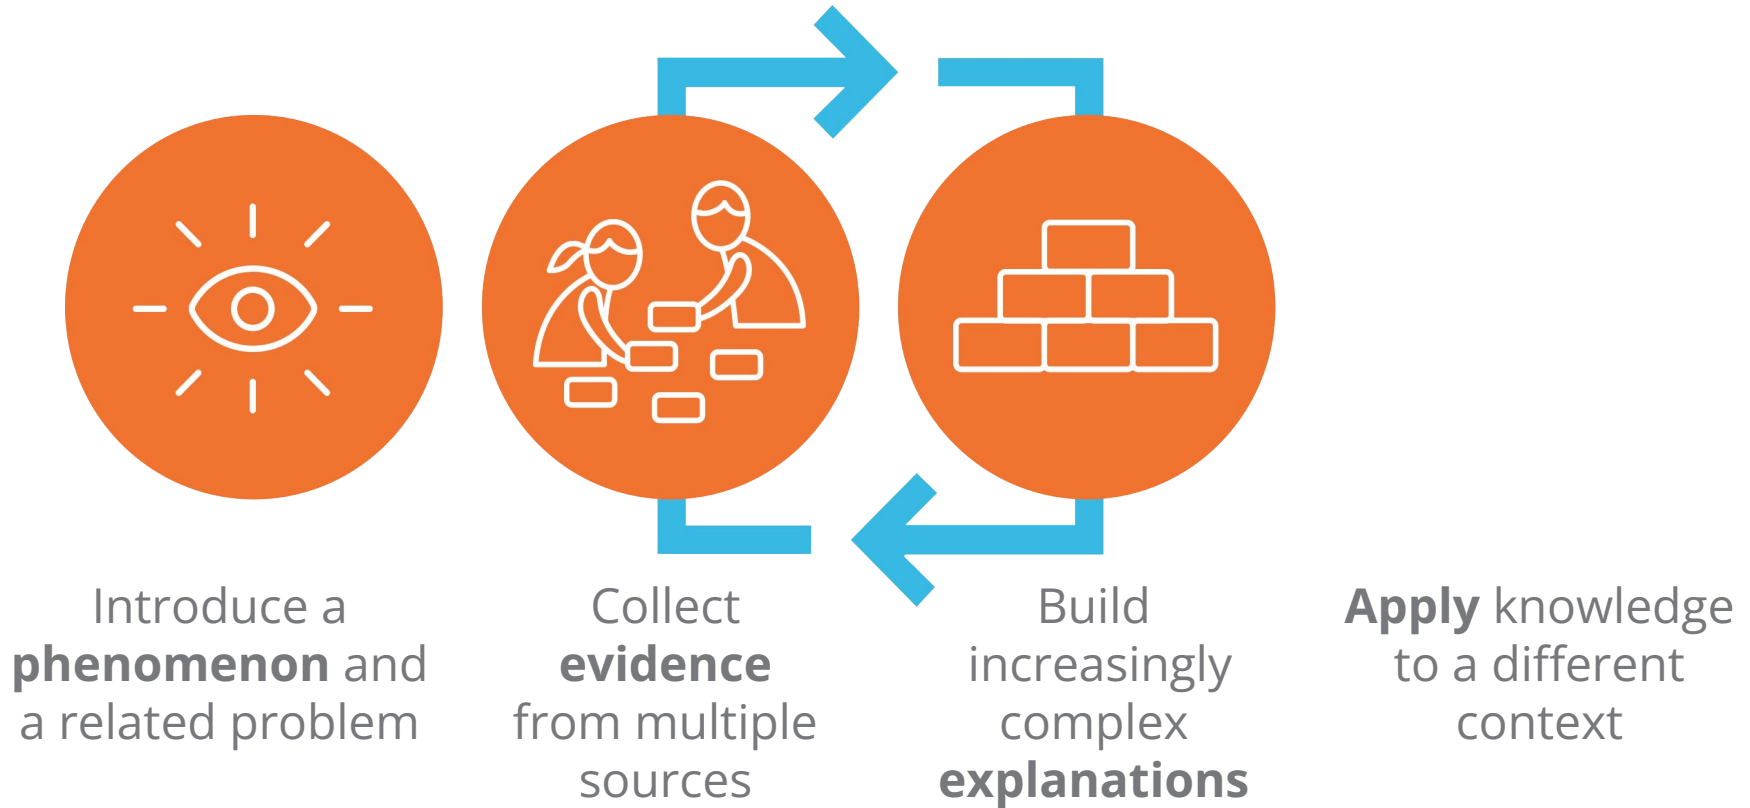 Introduce a
phenomenon and
a related problem
Collect
evidence
from multiple
sources
Build
increasingly
complex
explanations
Apply knowledge
to a different
context